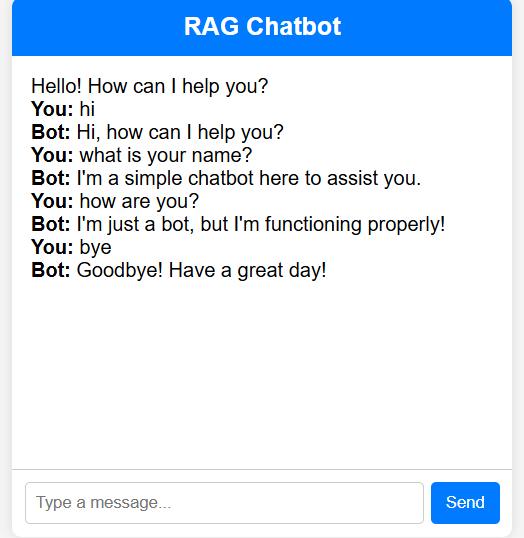 RAG Chatbot
Hello! How can I help you?
You: hi
Bot: Hi, how can I help you?
You: what is your name?
Bot: I'm a simple chatbot here to assist you.
You: how are you?
Bot: I'm just a bot, but I'm functioning properly!
You: bye
Bot: Goodbye! Have a great day!
Type a message...
Send